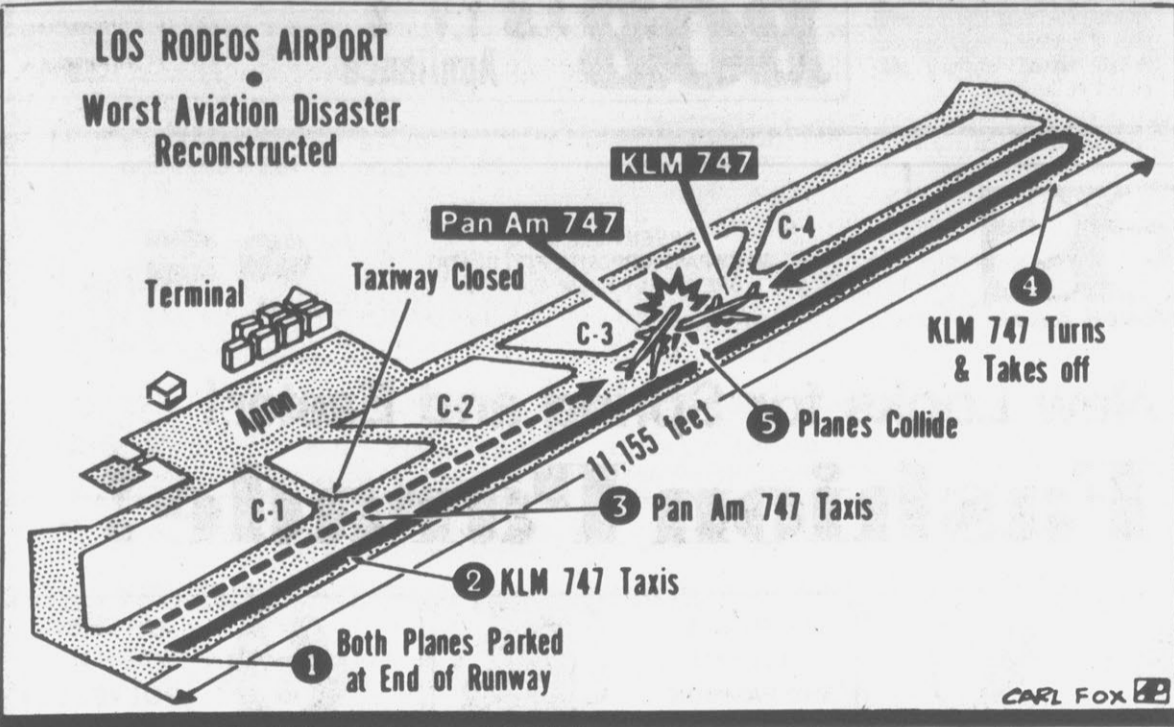 LOS RODEOS AIRPORT
Worst Aviation Disaster
Reconstructed
KLM 747
Pan Am 747
C-4
Taxiway Closed
Terminal
4
C-3
KLM 747 Turns
& Takes off
Apron
C-2
5 Planes Collide
11,155 feet
C-1
3 Pan Am 747 Taxis
2 KLM 747 Taxis
1 Both Planes Parked
at End of Runway
CARL FOX